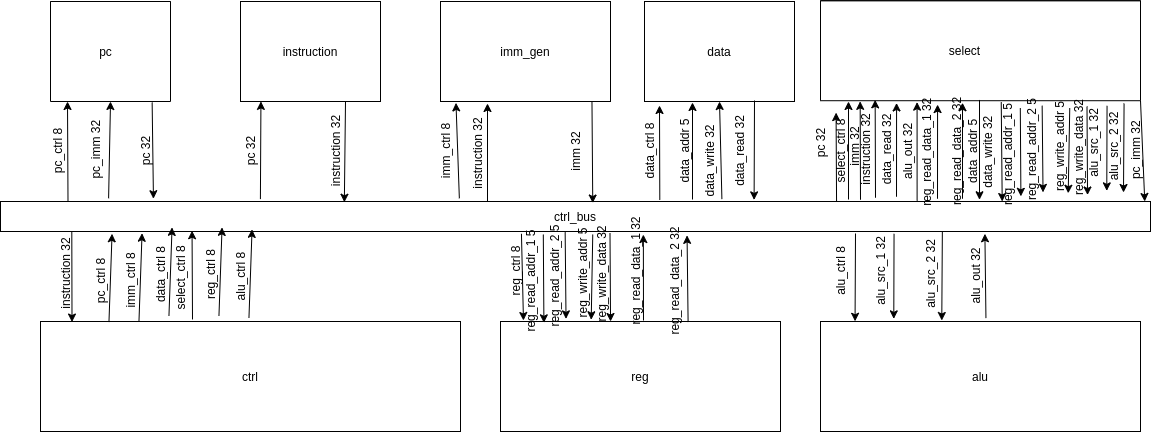 pc
instruction
imm_gen
data
select
pc_ctrl 8
pc_imm 32
pc 32
pc 32
instruction 32
imm_ctrl 8
instruction 32
imm 32
data_ctrl 8
data_addr 5
data_write 32
data_read 32
pc 32
select_ctrl 8
imm 32
instruction 32
data_read 32
alu_out 32
reg_read_data_1 32
reg_read_data_2 32
data_addr 5
data_write 32
reg_read_addr_1 5
reg_read_addr_2 5
reg_write_addr 5
reg_write_data 32
alu_src_1 32
alu_src_2 32
pc_imm 32
ctrl_bus
instruction 32
pc_ctrl 8
imm_ctrl 8
data_ctrl 8
select_ctrl 8
reg_ctrl 8
alu_ctrl 8
reg_ctrl 8
reg_read_addr_1 5
reg_read_addr_2 5
reg_write_addr 5
reg_write_data 32
reg_read_data_1 32
reg_read_data_2 32
alu_ctrl 8
alu_src_1 32
alu_src_2 32
alu_out 32
ctrl
reg
alu